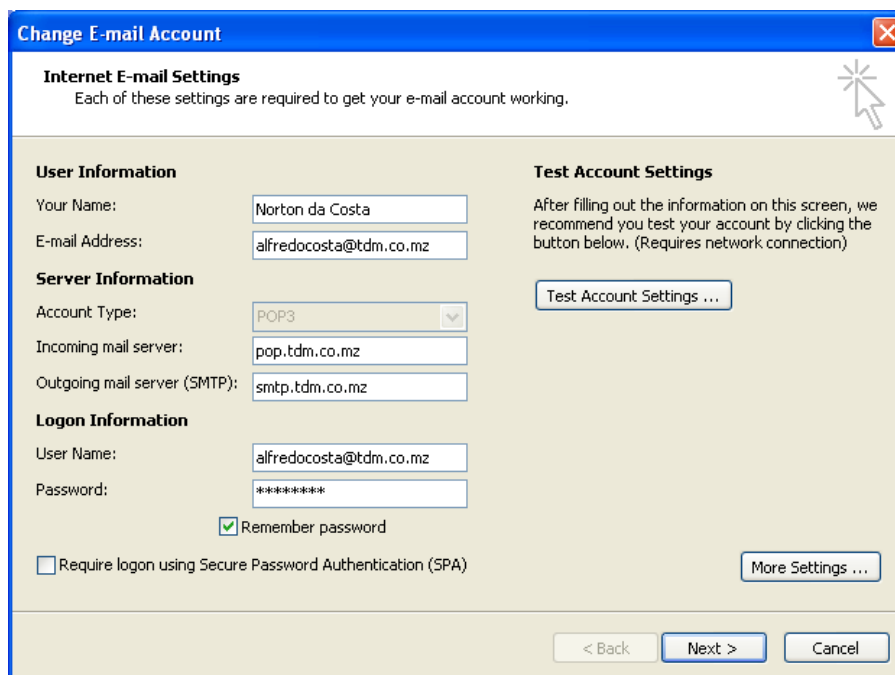 Change E-mail Account
Internet E-mail Settings
Each of these settings are required to get your e-mail account working.
User Information
Your Name: Norton da Costa
E-mail Address: alfredocosta@tdm.co.mz
Server Information
Account Type: POP3
Incoming mail server: pop.tdm.co.mz
Outgoing mail server (SMTP): smtp.tdm.co.mz
Logon Information
User Name: alfredocosta@tdm.co.mz
Password: ********
Remember password
Require logon using Secure Password Authentication (SPA)
Test Account Settings
After filling out the information on this screen, we
recommend you test your account by clicking the
button below. (Requires network connection)
Test Account Settings ...
More Settings ...
< Back Next > Cancel